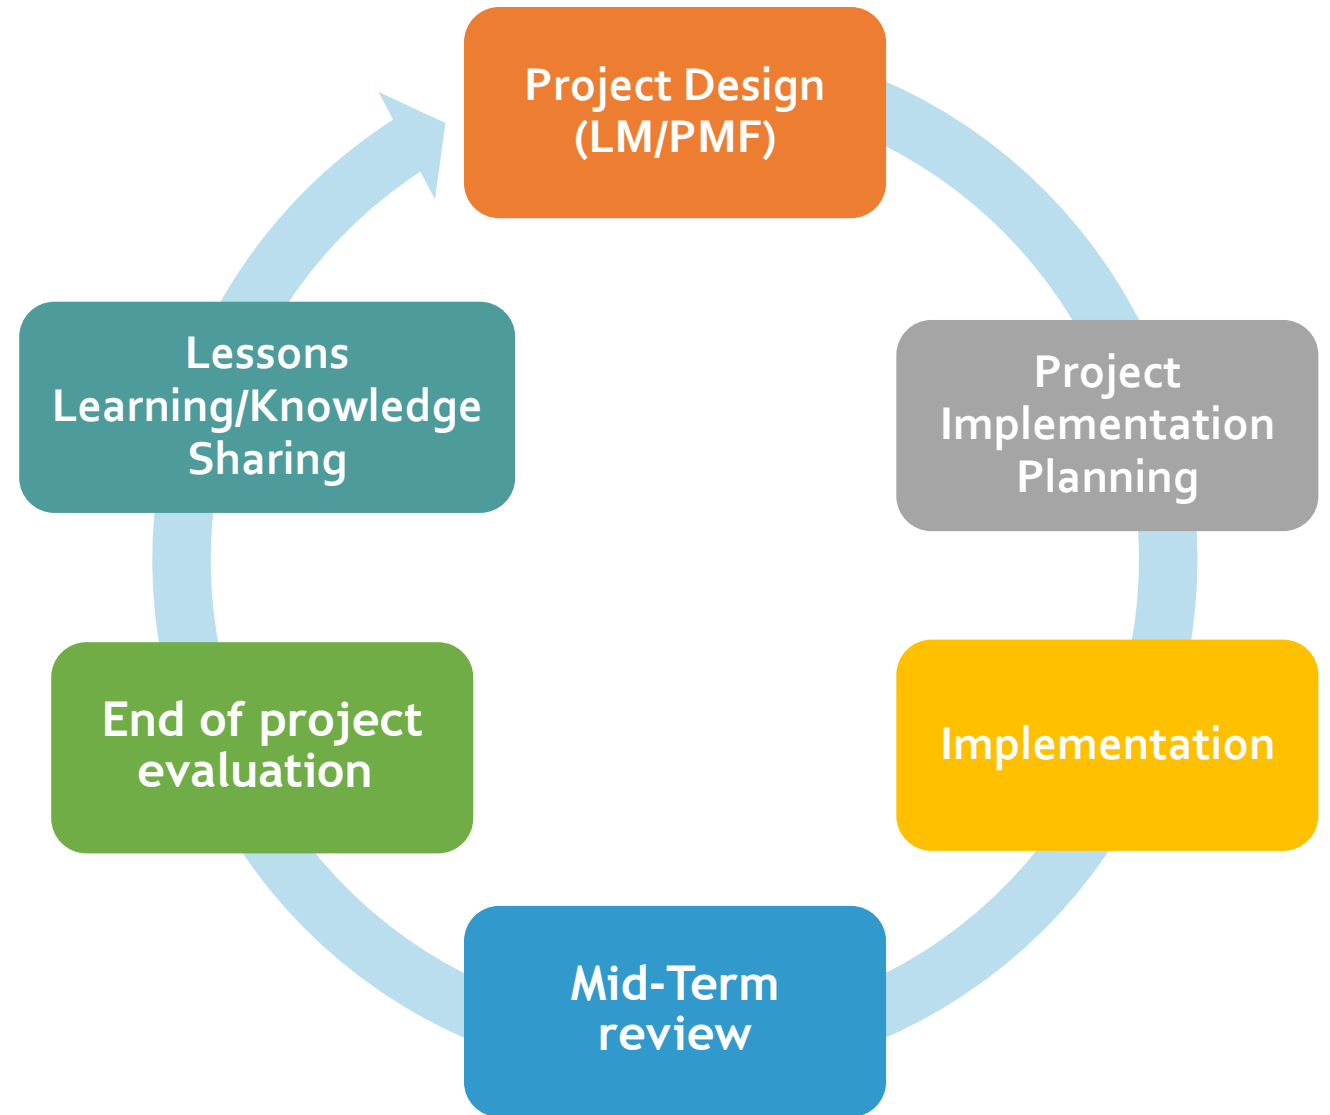 Project Design
(LM/PMF)
Project
Implementation
Planning
Implementation
Mid-Term
review
End of project
evaluation
Lessons
Learning/Knowledge
Sharing